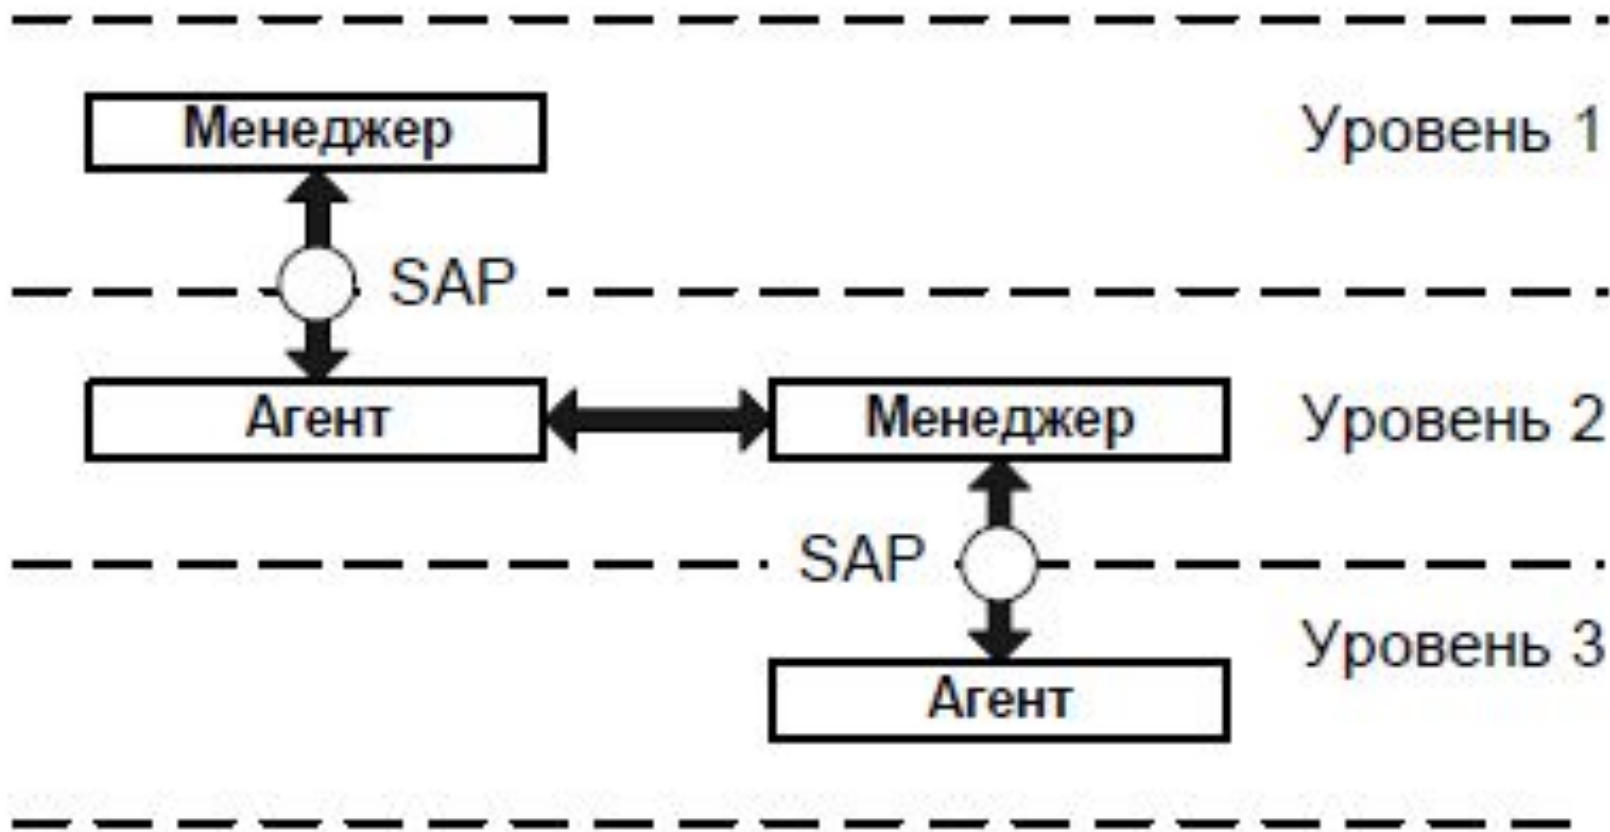 Менеджер
Уровень 1
SAP
Агент
Менеджер
Уровень 2
SAP
Уровень 3
Агент